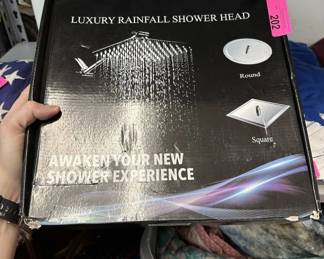 LUXURY RAINFALL SHOWER HEAD
202
Round
Square
AWAKEN YOUR NEW
SHOWER EXPERIENCE